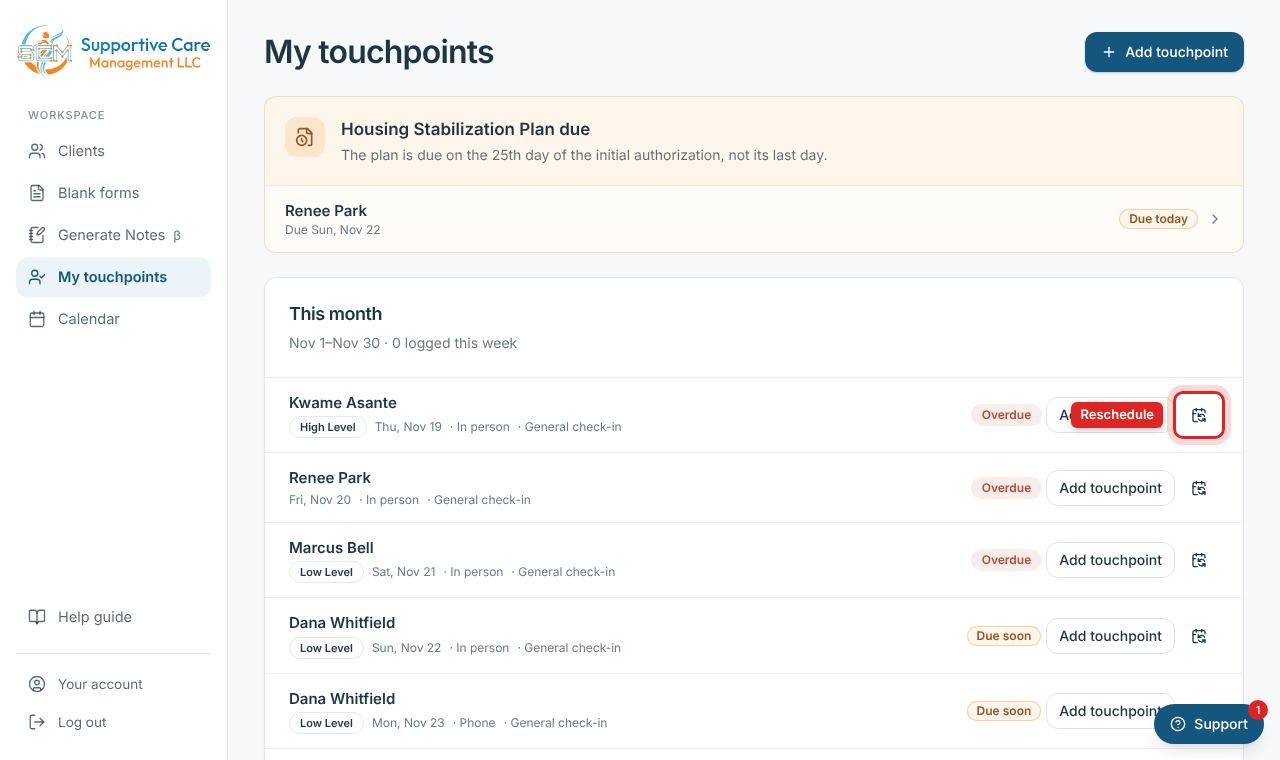 SCM Supportive Care
Management LLC
WORKSPACE
Clients
Blank forms
Generate Notes β
My touchpoints
Calendar
Help guide
Your account
Log out
My touchpoints
+ Add touchpoint
Housing Stabilization Plan due
The plan is due on the 25th day of the initial authorization, not its last day.
Renee Park
Due Sun, Nov 22
Due today
This month
Nov 1–Nov 30 · 0 logged this week
Kwame Asante
High Level Thu, Nov 19 · In person · General check-in
Overdue
Reschedule
Renee Park
Fri, Nov 20 · In person · General check-in
Overdue
Add touchpoint
Marcus Bell
Low Level Sat, Nov 21 · In person · General check-in
Overdue
Add touchpoint
Dana Whitfield
Low Level Sun, Nov 22 · In person · General check-in
Due soon
Add touchpoint
Dana Whitfield
Low Level Mon, Nov 23 · Phone · General check-in
Due soon
Add touchpoint
Support
1